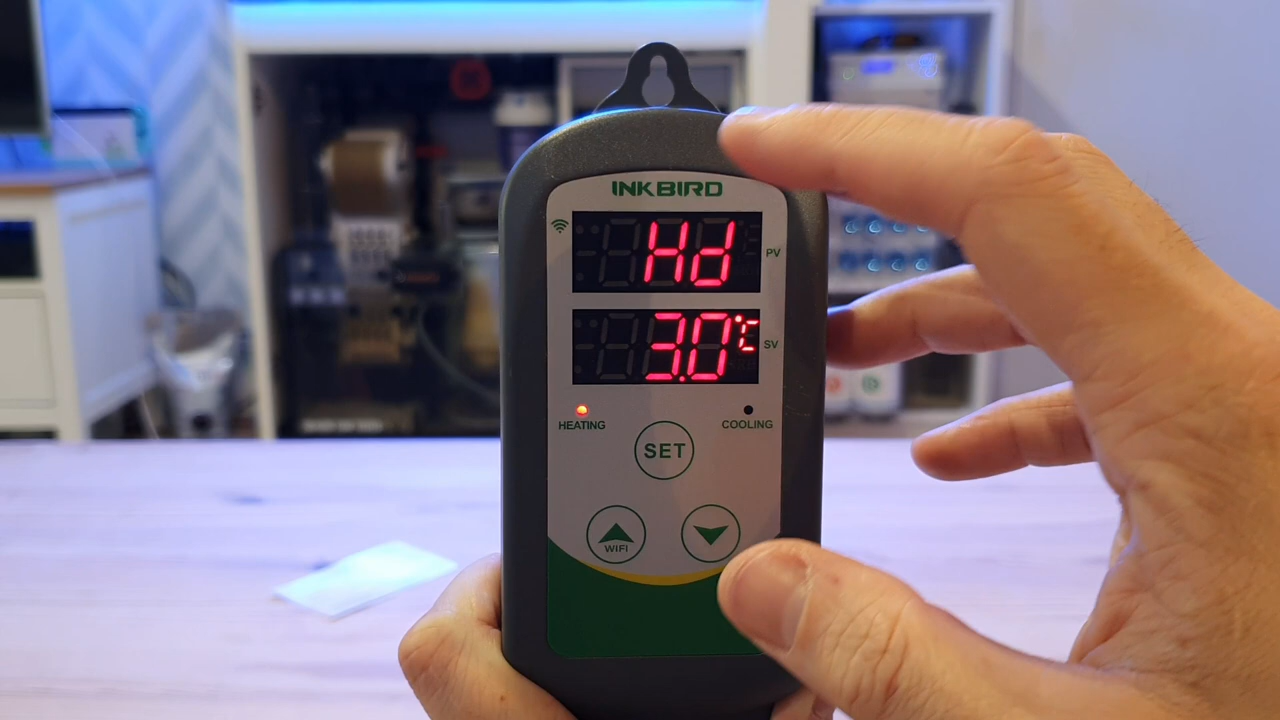 INKBIRD
Hd
PV
3.0℃
SV
HEATING
COOLING
SET
WIFI